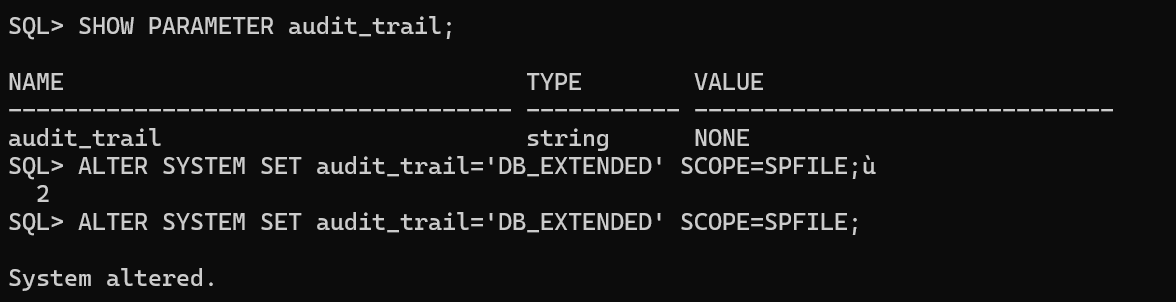 SQL> SHOW PARAMETER audit_trail;
NAME TYPE VALUE
------------------------------------ ----------- ------------------------------
audit_trail string NONE
SQL> ALTER SYSTEM SET audit_trail='DB_EXTENDED' SCOPE=SPFILE;ù
2
SQL> ALTER SYSTEM SET audit_trail='DB_EXTENDED' SCOPE=SPFILE;
System altered.